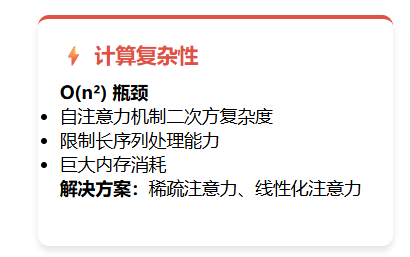 ⚡ 计算复杂性
O(n²) 瓶颈
• 自注意力机制二次方复杂度
• 限制长序列处理能力
• 巨大内存消耗
解决方案：稀疏注意力、线性化注意力